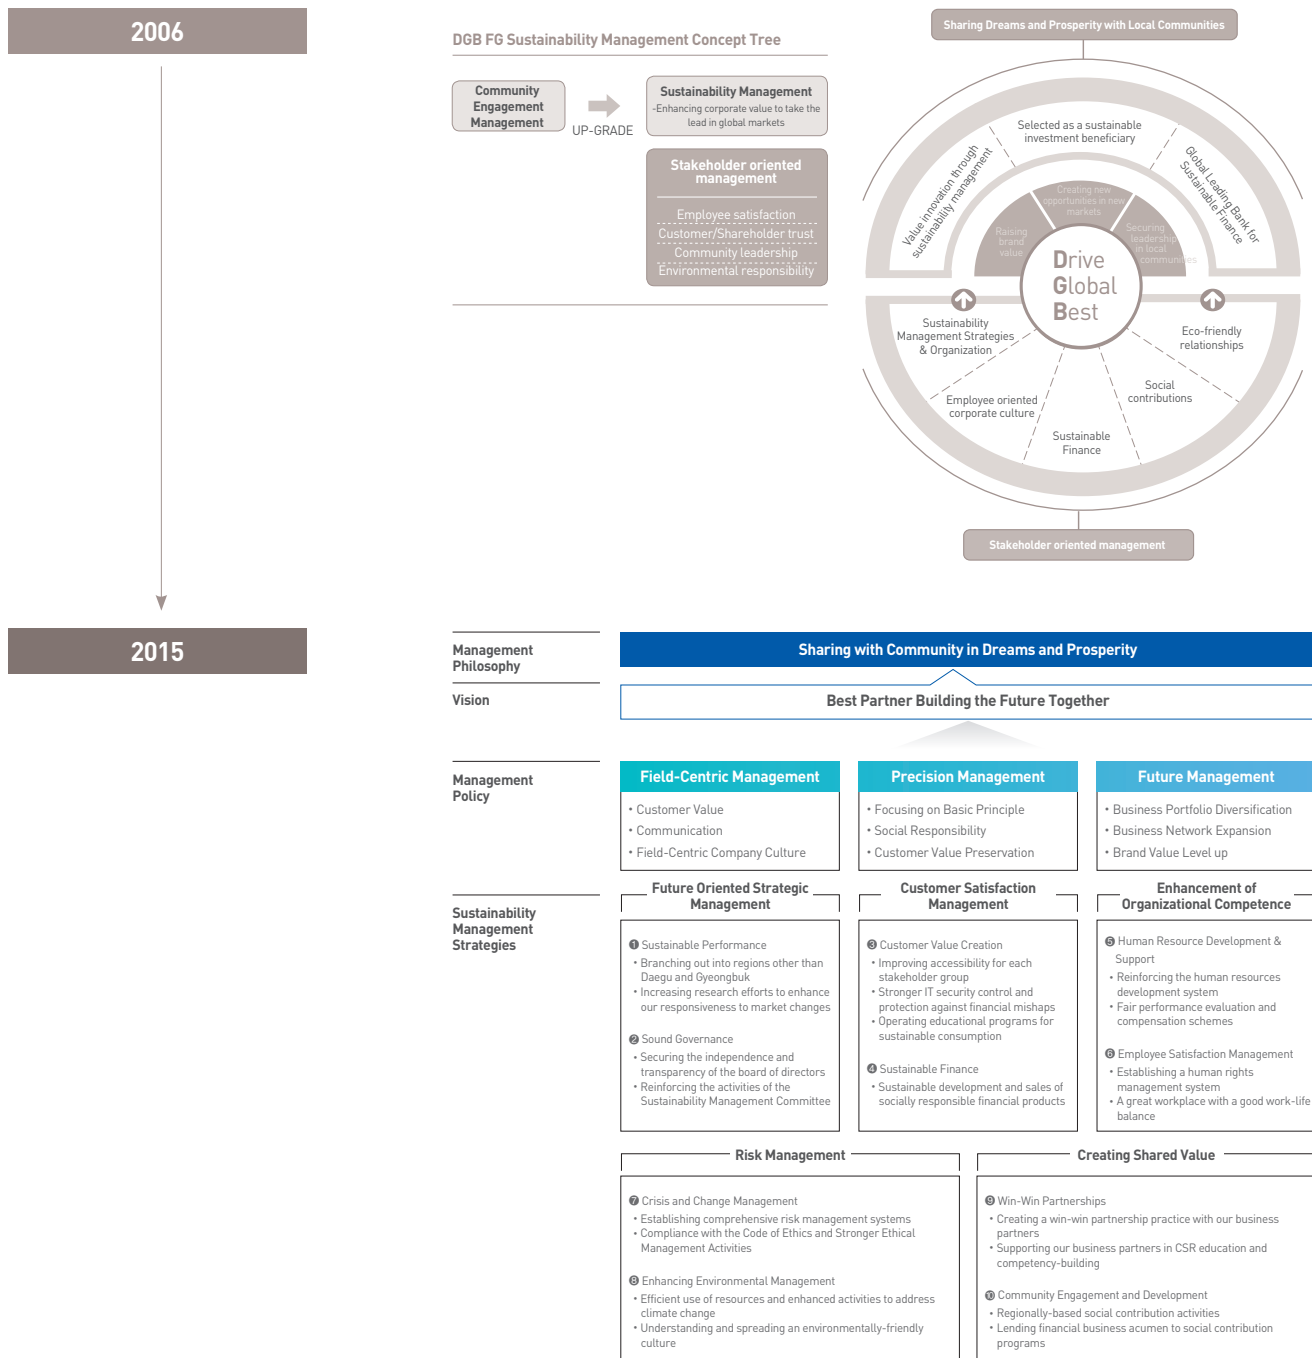 2006
DGB FG Sustainability Management Concept Tree
Community
Engagement
Management
UP-GRADE
Sustainability Management
-Enhancing corporate value to take the
lead in global markets
Stakeholder oriented
management
Employee satisfaction
Customer/Shareholder trust
Community leadership
Environmental responsibility
Sharing Dreams and Prosperity with Local Communities
Value innovation through
sustainability management
Selected as a sustainable
investment beneficiary
Global Leading Bank for
Sustainable Finance
Raising
brand
value
Creating new
opportunities in new
markets
Securing
leadership
in local
communities
Drive
Global
Best
Sustainability
Management Strategies
& Organization
Employee oriented
corporate culture
Sustainable
Finance
Social
contributions
Eco-friendly
relationships
Stakeholder oriented management
2015
Management
Philosophy
Sharing with Community in Dreams and Prosperity
Vision
Best Partner Building the Future Together
Management
Policy
Field-Centric Management
• Customer Value
• Communication
• Field-Centric Company Culture
Precision Management
• Focusing on Basic Principle
• Social Responsibility
• Customer Value Preservation
Future Management
• Business Portfolio Diversification
• Business Network Expansion
• Brand Value Level up
Sustainability
Management
Strategies
Future Oriented Strategic
Management
❶ Sustainable Performance
• Branching out into regions other than
Daegu and Gyeongbuk
• Increasing research efforts to enhance
our responsiveness to market changes
❷ Sound Governance
• Securing the independence and
transparency of the board of directors
• Reinforcing the activities of the
Sustainability Management Committee
Customer Satisfaction
Management
❸ Customer Value Creation
• Improving accessibility for each
stakeholder group
• Stronger IT security control and
protection against financial mishaps
• Operating educational programs for
sustainable consumption
❹ Sustainable Finance
• Sustainable development and sales of
socially responsible financial products
Enhancement of
Organizational Competence
❺ Human Resource Development &
Support
• Reinforcing the human resources
development system
• Fair performance evaluation and
compensation schemes
❻ Employee Satisfaction Management
• Establishing a human rights
management system
• A great workplace with a good work-life
balance
Risk Management
❼ Crisis and Change Management
• Establishing comprehensive risk management systems
• Compliance with the Code of Ethics and Stronger Ethical
Management Activities
❽ Enhancing Environmental Management
• Efficient use of resources and enhanced activities to address
climate change
• Understanding and spreading an environmentally-friendly
culture
Creating Shared Value
❾ Win-Win Partnerships
• Creating a win-win partnership practice with our business
partners
• Supporting our business partners in CSR education and
competency-building
❿ Community Engagement and Development
• Regionally-based social contribution activities
• Lending financial business acumen to social contribution
programs